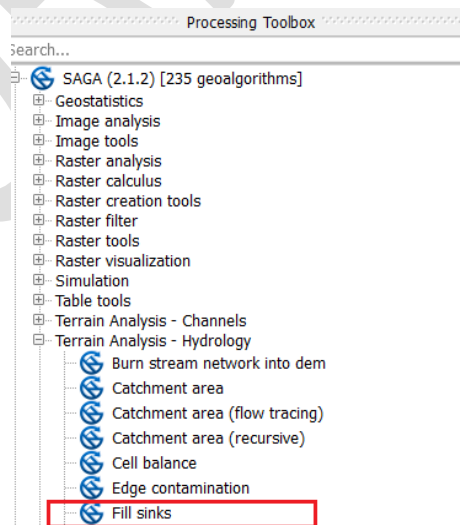 Processing Toolbox
Search...
SAGA (2.1.2) [235 geoalgorithms]
Geostatistics
Image analysis
Image tools
Raster analysis
Raster calculus
Raster creation tools
Raster filter
Raster tools
Raster visualization
Simulation
Table tools
Terrain Analysis - Channels
Terrain Analysis - Hydrology
Burn stream network into dem
Catchment area
Catchment area (flow tracing)
Catchment area (recursive)
Cell balance
Edge contamination
Fill sinks